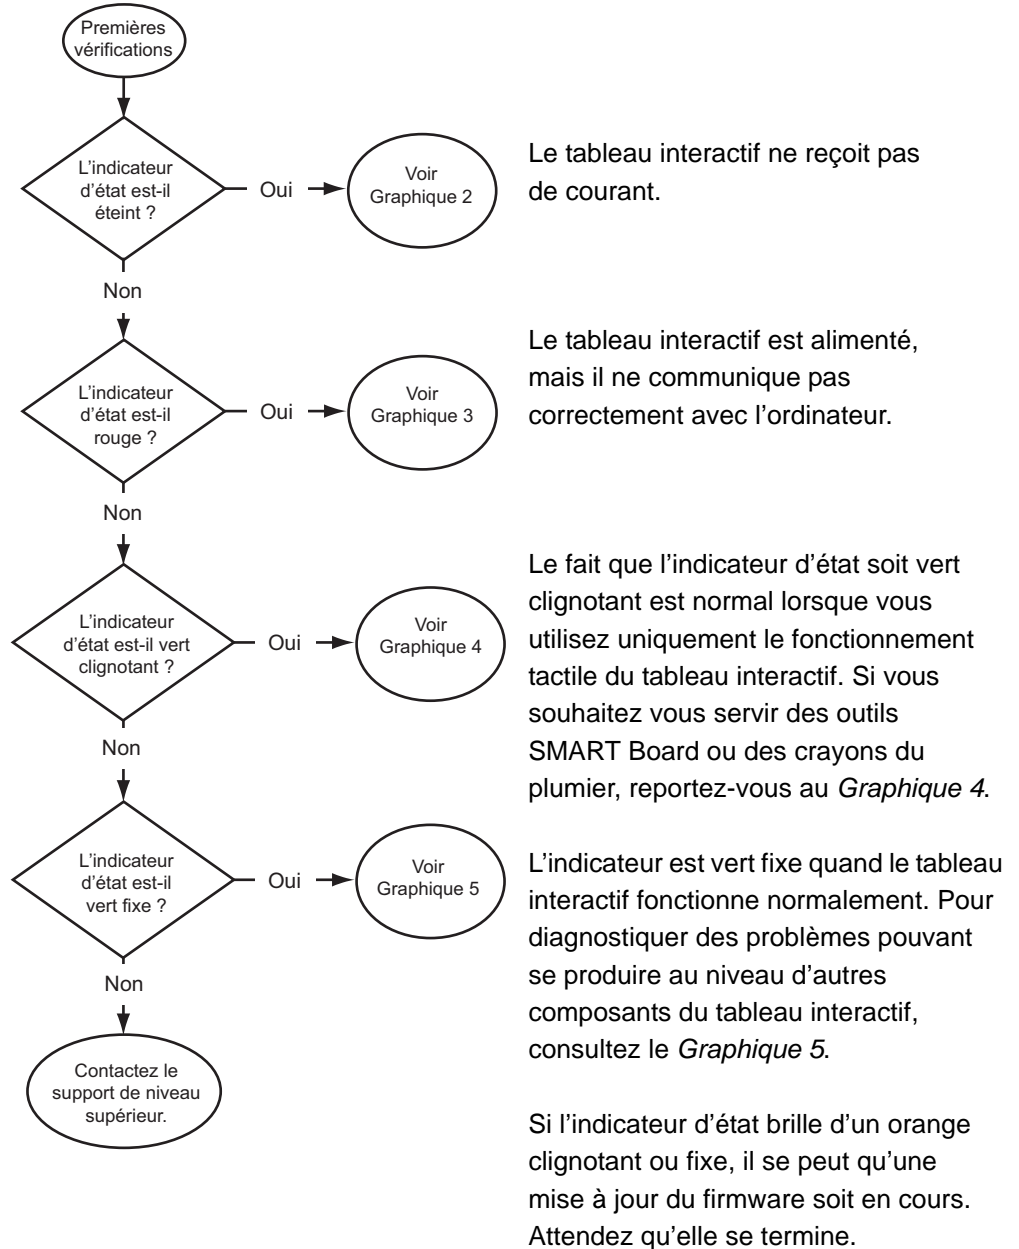 Premières
vérifications
L’indicateur
d’état est-il
éteint ?
Oui
Voir
Graphique 2
Le tableau interactif ne reçoit pas
de courant.
Non
L’indicateur
d’état est-il
rouge ?
Oui
Voir
Graphique 3
Le tableau interactif est alimenté,
mais il ne communique pas
correctement avec l’ordinateur.
Non
L’indicateur
d’état est-il vert
clignotant ?
Oui
Voir
Graphique 4
Le fait que l’indicateur d’état soit vert
clignotant est normal lorsque vous
utilisez uniquement le fonctionnement
tactile du tableau interactif. Si vous
souhaitez vous servir des outils
SMART Board ou des crayons du
plumier, reportez-vous au Graphique 4.
Non
L’indicateur
d’état est-il
vert fixe ?
Oui
Voir
Graphique 5
L’indicateur est vert fixe quand le tableau
interactif fonctionne normalement. Pour
diagnostiquer des problèmes pouvant
se produire au niveau d’autres
composants du tableau interactif,
consultez le Graphique 5.
Non
Contactez le
support de niveau
supérieur.
Si l’indicateur d’état brille d’un orange
clignotant ou fixe, il se peut qu’une
mise à jour du firmware soit en cours.
Attendez qu’elle se termine.